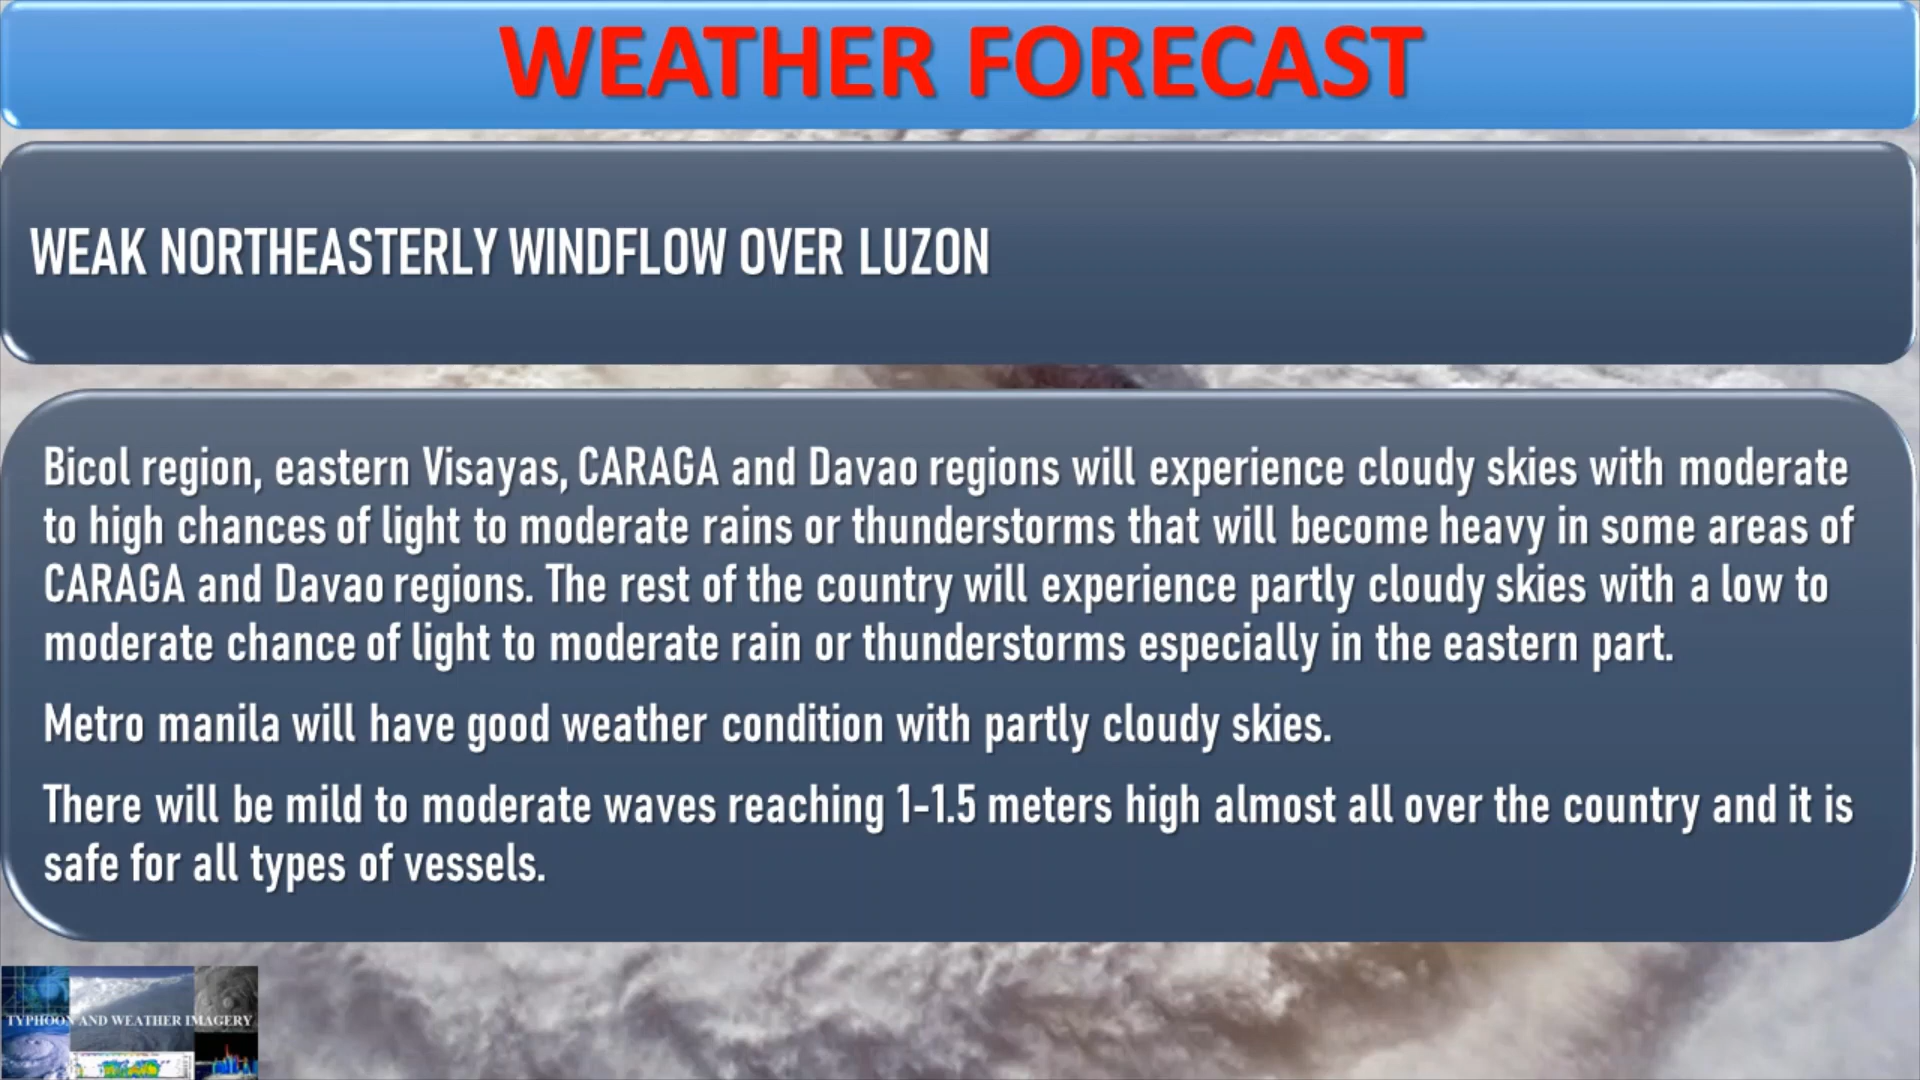 WEATHER FORECAST
WEAK NORTHEASTERLY WINDFLOW OVER LUZON
Bicol region, eastern Visayas, CARAGA and Davao regions will experience cloudy skies with moderate
to high chances of light to moderate rains or thunderstorms that will become heavy in some areas of
CARAGA and Davao regions. The rest of the country will experience partly cloudy skies with a low to
moderate chance of light to moderate rain or thunderstorms especially in the eastern part.
Metro manila will have good weather condition with partly cloudy skies.
There will be mild to moderate waves reaching 1-1.5 meters high almost all over the country and it is
safe for all types of vessels.
TYPHOON AND WEATHER IMAGERY